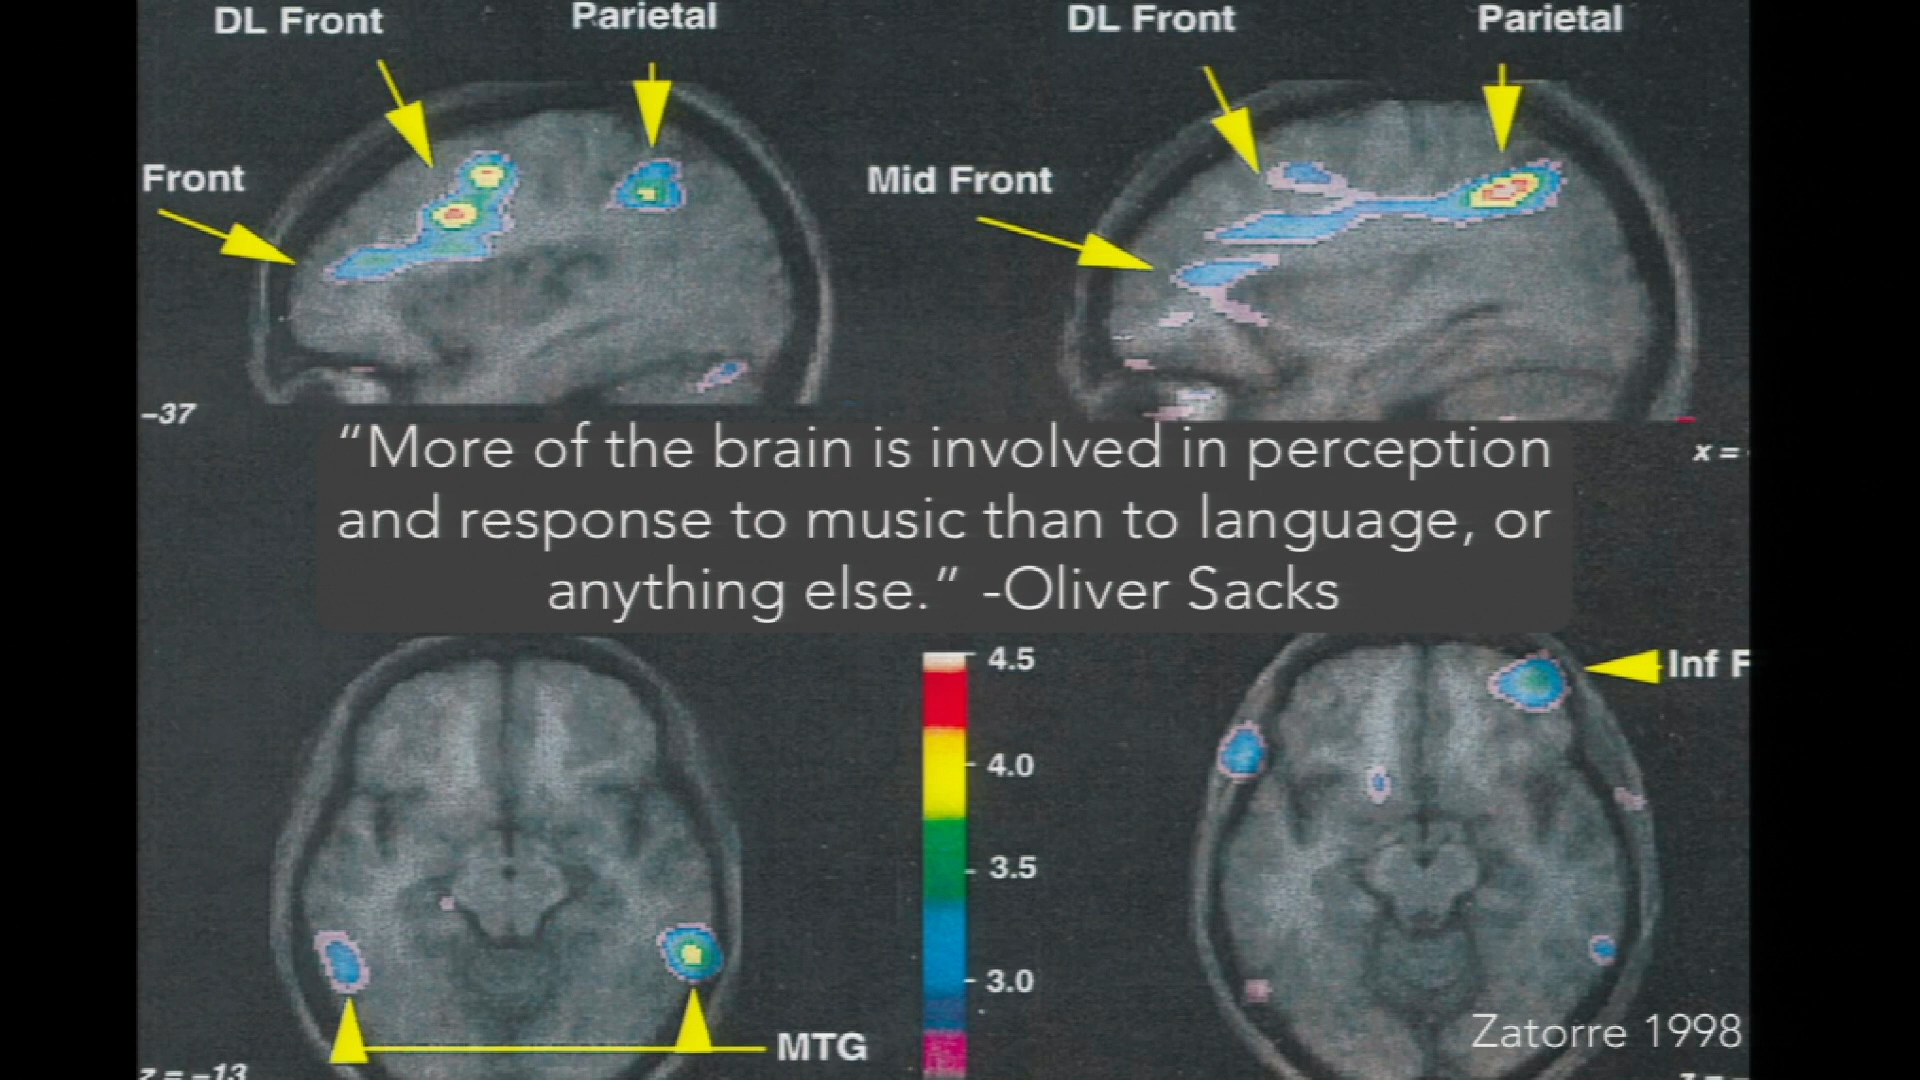 DL Front
Parietal
DL Front
Parietal
Front
Mid Front
-37
x =
“More of the brain is involved in perception
and response to music than to language, or
anything else.” -Oliver Sacks
4.5
Inf F
4.0
3.5
3.0
Zatorre 1998
MTG
z = -13
z =